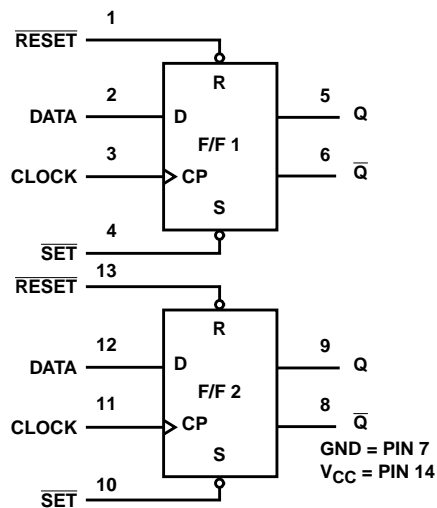 1
RESET
R
2
5
DATA
D
Q
F/F 1
3
6
CLOCK
CP
Q
S
4
SET
13
RESET
R
12
9
DATA
D
Q
F/F 2
11
8
CLOCK
CP
Q
S
GND = PIN 7
10
VCC = PIN 14
SET